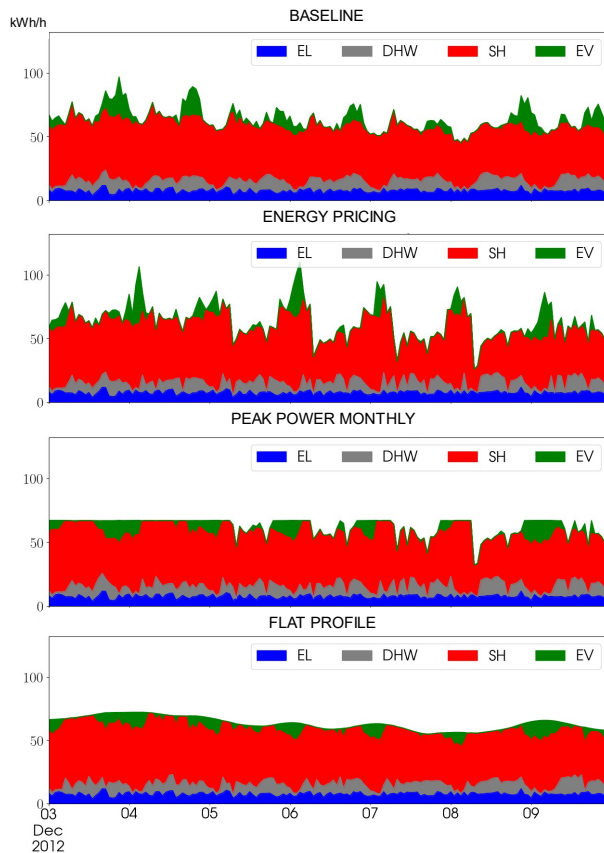 BASELINE
kWh/h
EL DHW SH EV
100
50
0
ENERGY PRICING
EL DHW SH EV
100
50
0
PEAK POWER MONTHLY
EL DHW SH EV
100
50
0
FLAT PROFILE
EL DHW SH EV
100
50
0
03 04 05 06 07 08 09
Dec
2012